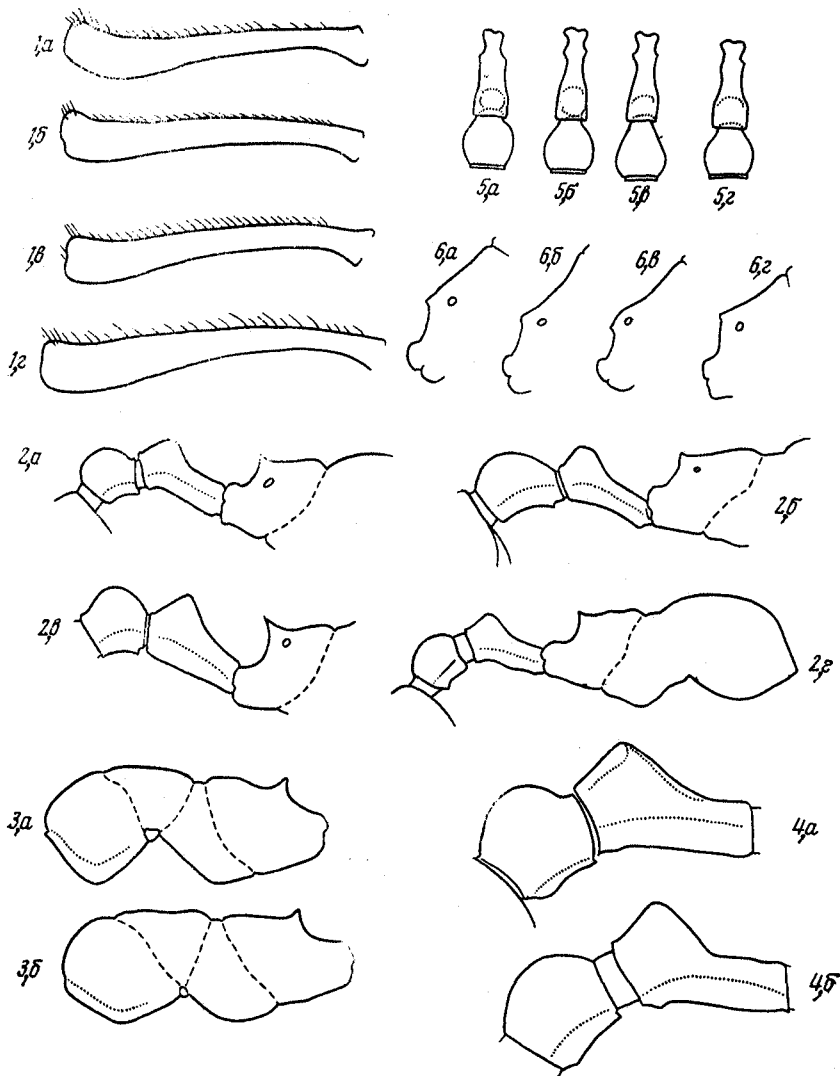 1,а
1,б
1,в
1,г
5,а 5,б 5,в 5,г
6,а 6,б 6,в 6,г
2,а
2,б
2,в
2,г
3,а
3,б
4,а
4,б